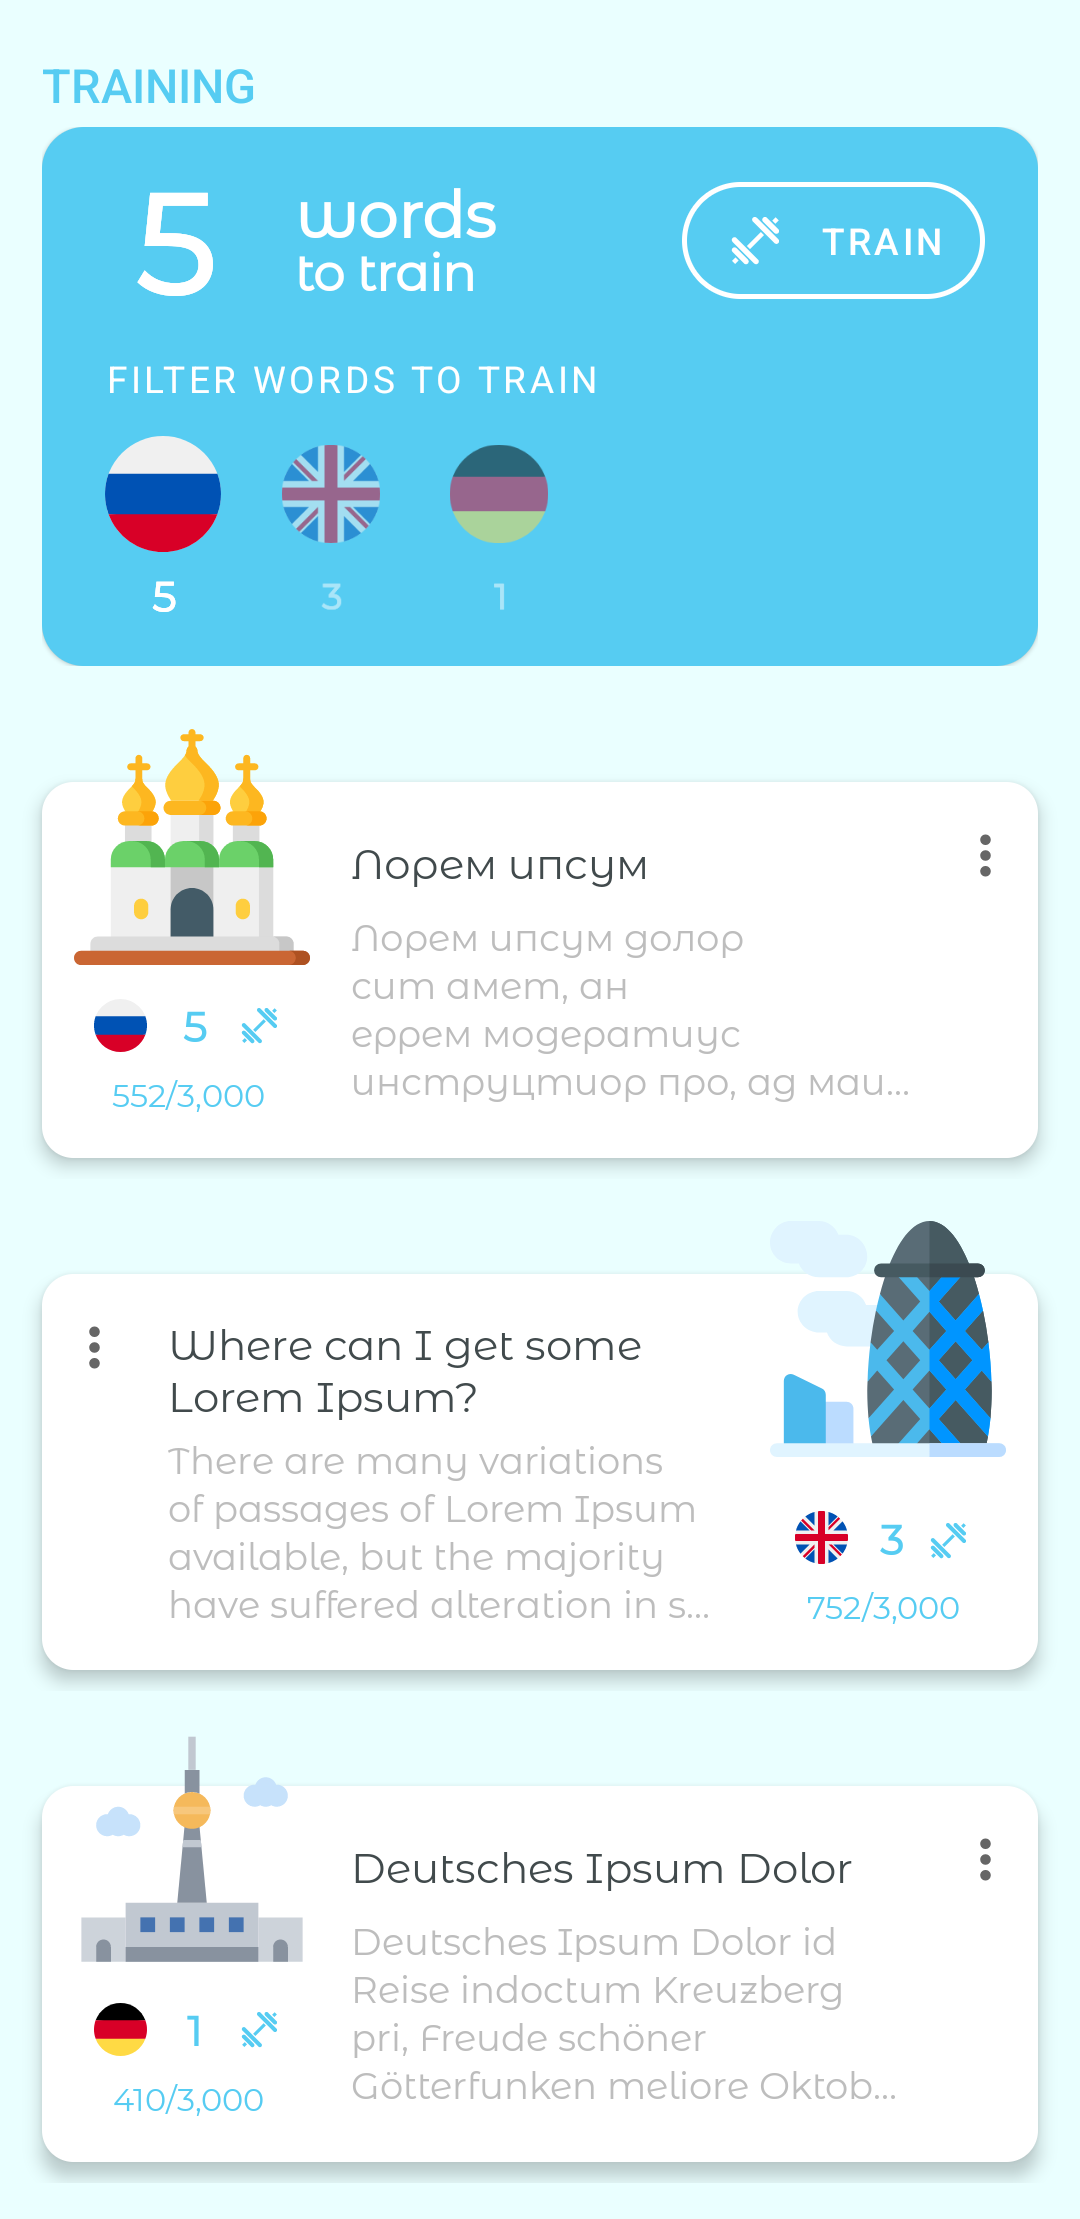 TRAINING
5
words
to train
TRAIN
FILTER WORDS TO TRAIN
5
3
1
Лорем ипсум
Лорем ипсум долор
сит амет, ан
еррем модератиус
инструцтиор про, ад маи...
5
552/3,000
Where can I get some
Lorem Ipsum?
There are many variations
of passages of Lorem Ipsum
available, but the majority
have suffered alteration in s...
3
752/3,000
Deutsches Ipsum Dolor
Deutsches Ipsum Dolor id
Reise indoctum Kreuzberg
pri, Freude schöner
Götterfunken meliore Oktob...
1
410/3,000